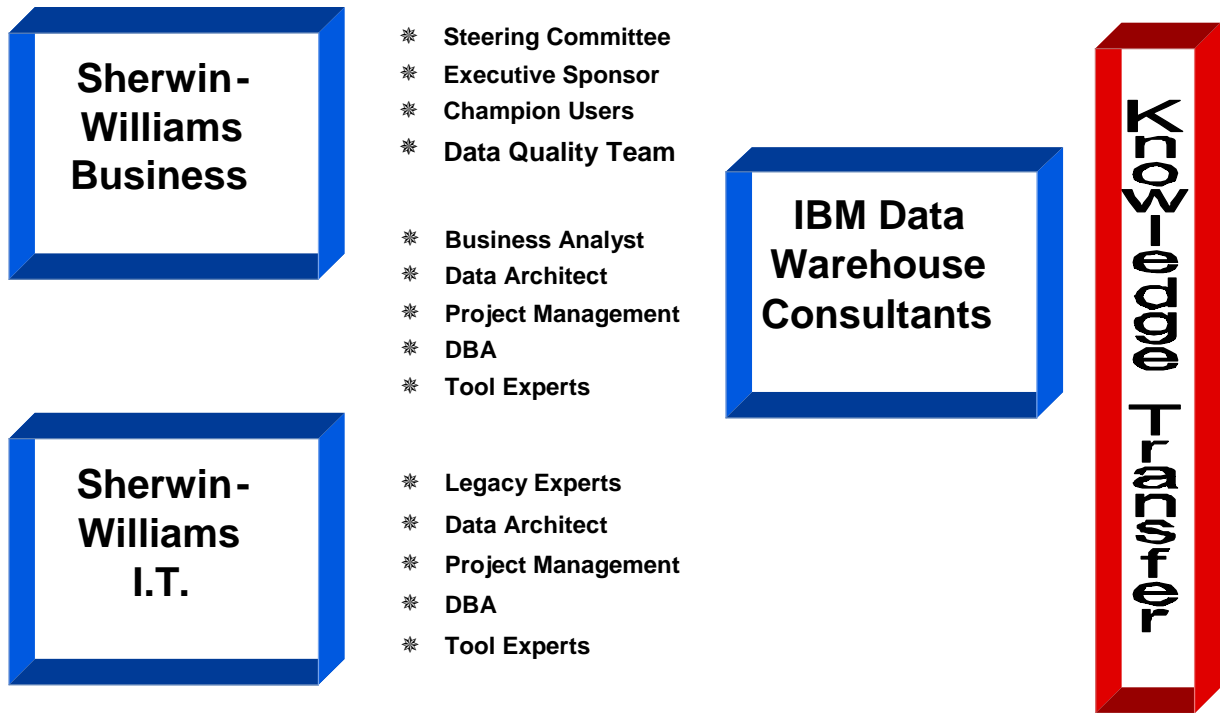 Sherwin-
Williams
Business
✵ Steering Committee
✵ Executive Sponsor
✵ Champion Users
✵ Data Quality Team
✵ Business Analyst
✵ Data Architect
✵ Project Management
✵ DBA
✵ Tool Experts
IBM Data
Warehouse
Consultants
Sherwin-
Williams
I.T.
✵ Legacy Experts
✵ Data Architect
✵ Project Management
✵ DBA
✵ Tool Experts
Knowledge Transfer